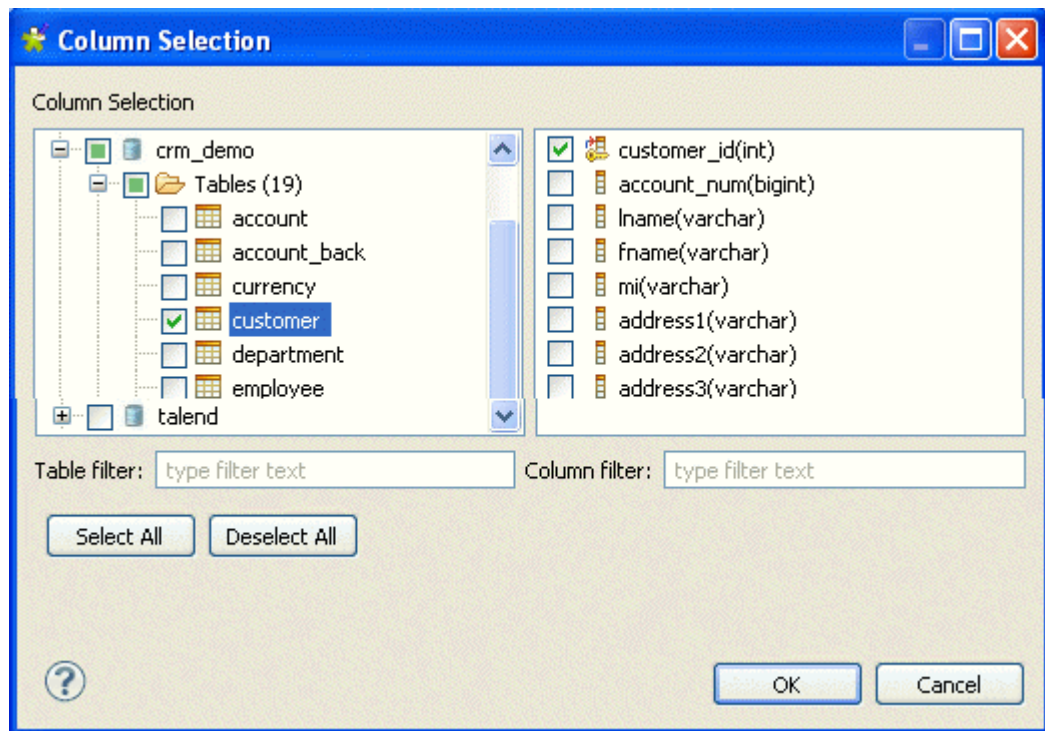 Column Selection
Column Selection
crm_demo
Tables (19)
account
account_back
currency
customer
department
employee
talend
customer_id(int)
account_num(bigint)
lname(varchar)
fname(varchar)
mi(varchar)
address1(varchar)
address2(varchar)
address3(varchar)
Table filter: type filter text
Column filter: type filter text
Select All Deselect All
?
OK Cancel